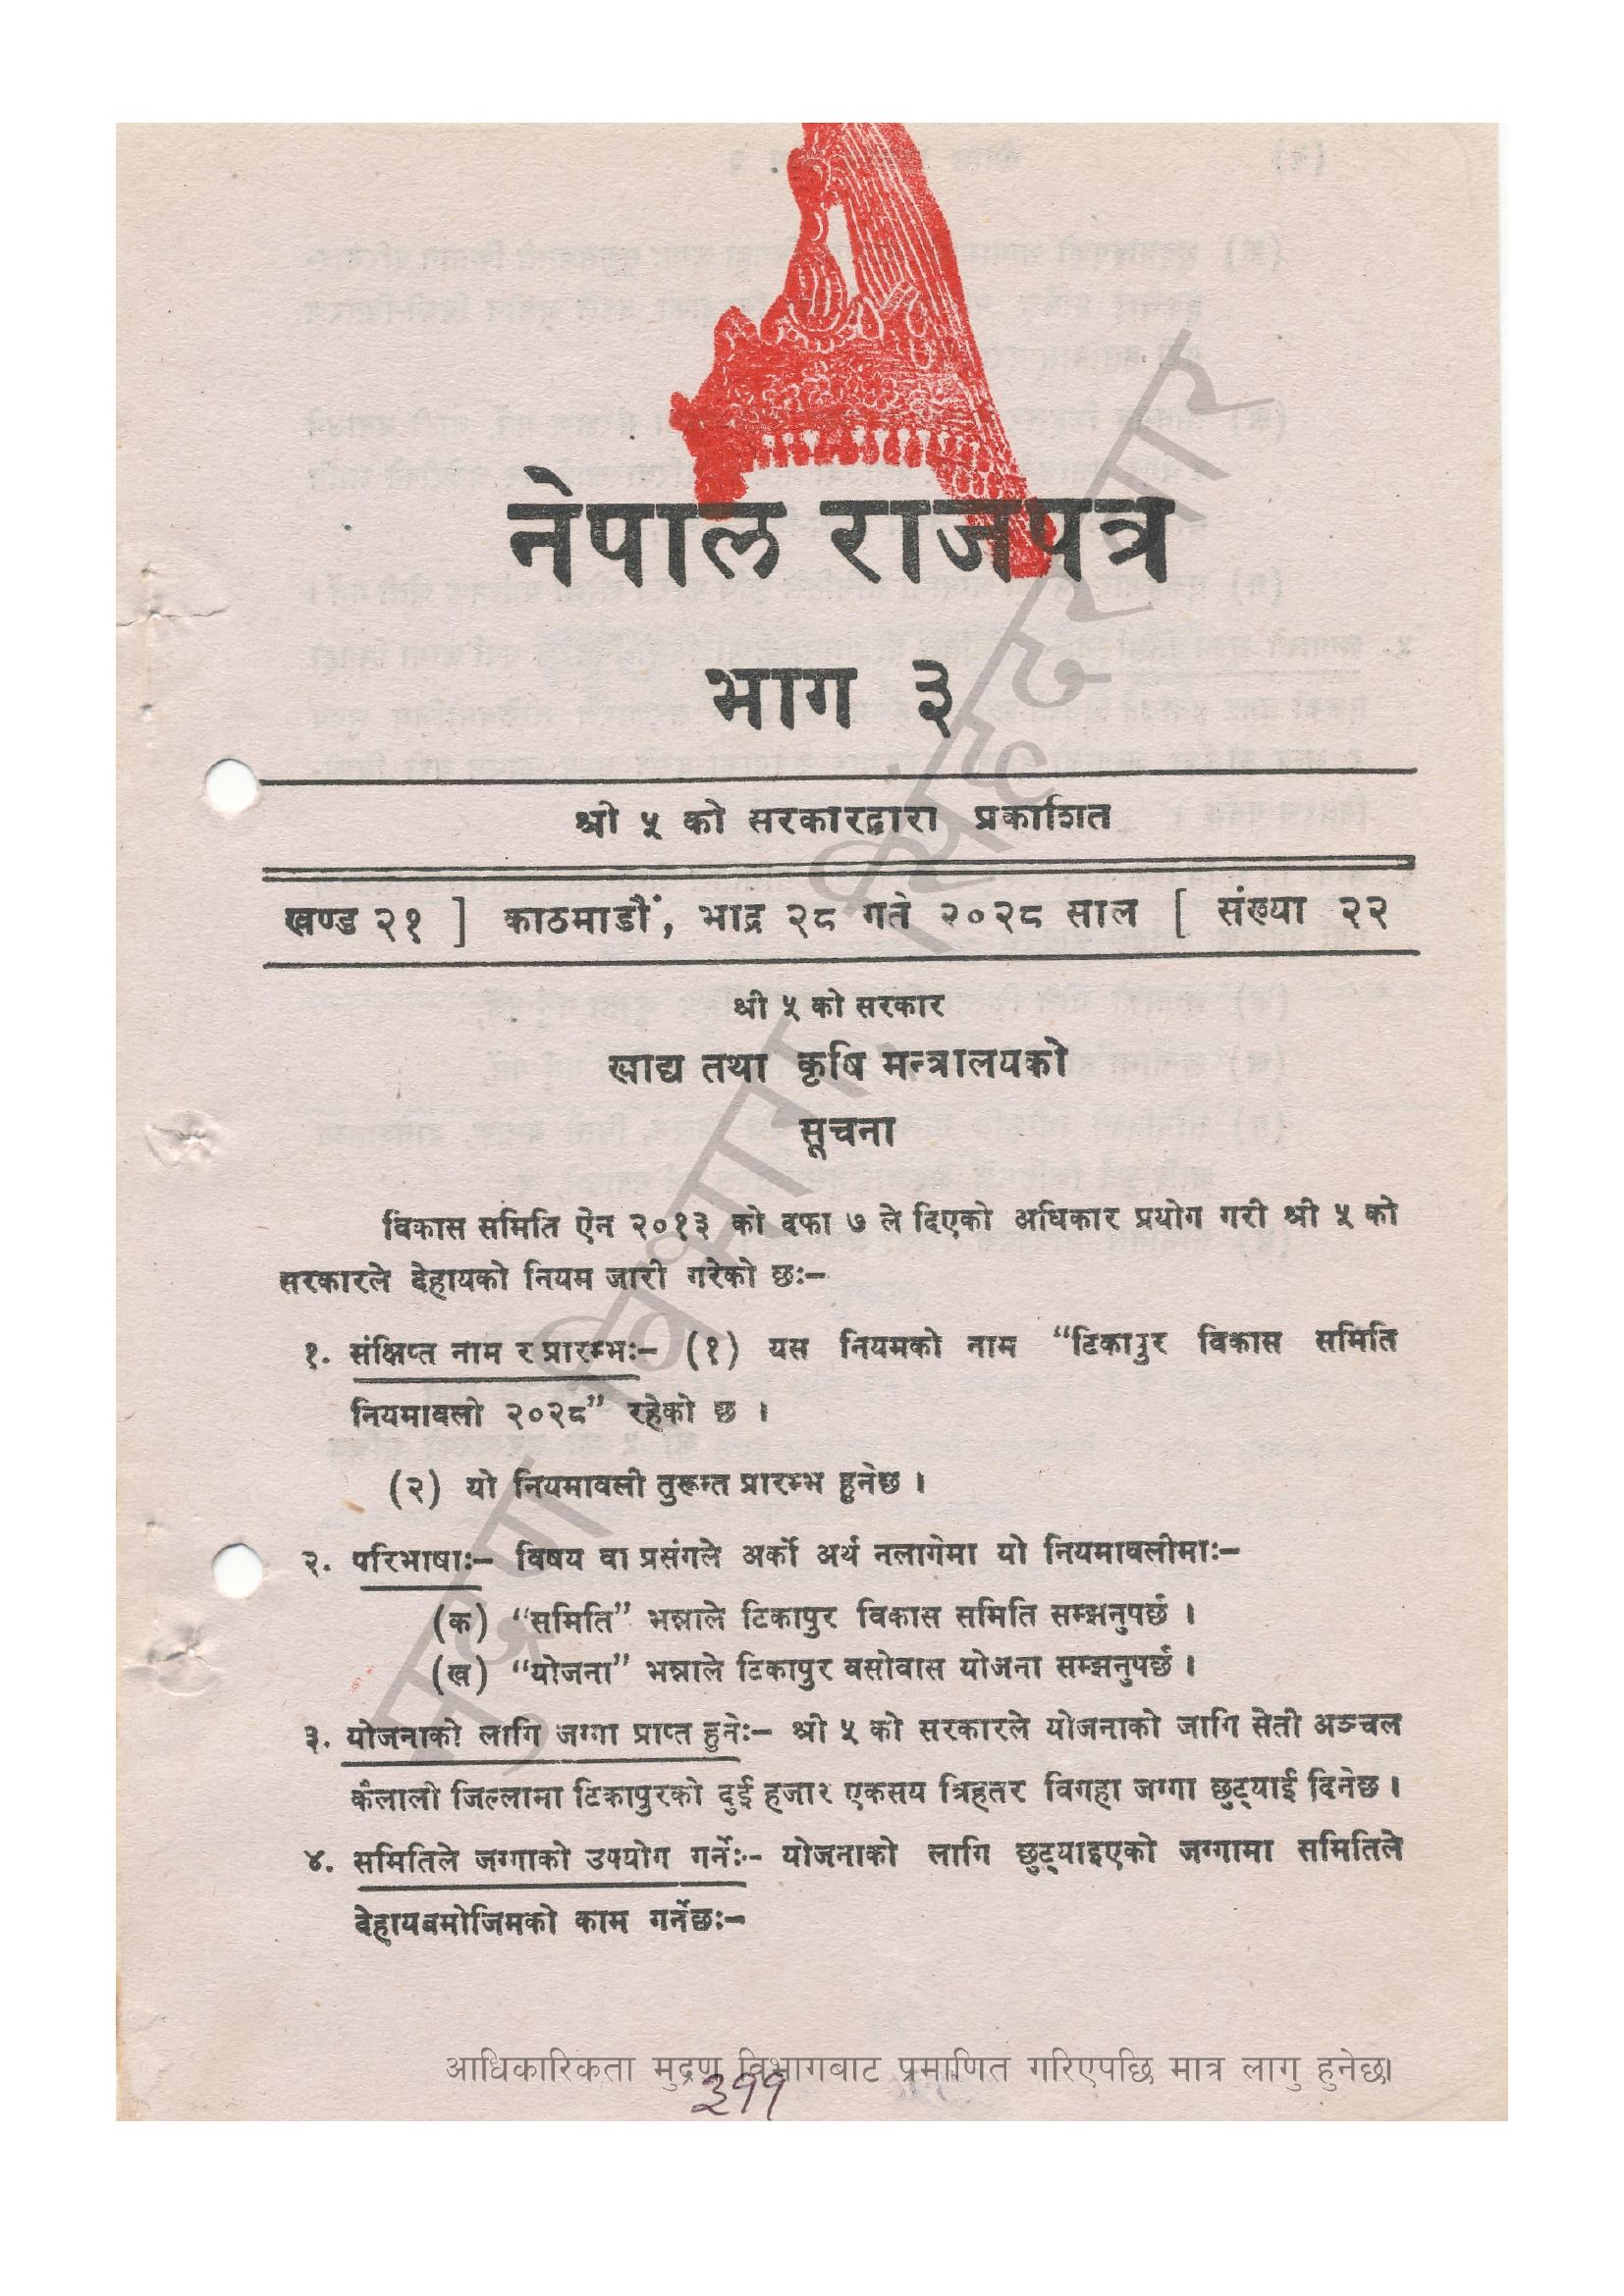 नेपाल राजपत्र
भाग ३
श्री ५ को सरकारद्वारा प्रकाशित
खण्ड २१ ] काठमाडौं, भाद्र २८ गते २०२८ साल [ संख्या २२
श्री ५ को सरकार
खाद्य तथा कृषि मन्त्रालयको
सूचना
विकास समिति ऐन २०१३ को दफा ७ ले दिएको अधिकार प्रयोग गरी श्री ५ को
सरकारले देहायको नियम जारी गरेको छः–
१. संक्षिप्त नाम र प्रारम्भः– (१) यस नियमको नाम “टिकापुर विकास समिति
नियमावली २०२८” रहेको छ ।
(२) यो नियमावली तुरून्त प्रारम्भ हुनेछ ।
२. परिभाषाः– विषय वा प्रसंगले अर्को अर्थ नलागेमा यो नियमावलीमाः–
(क) “समिति” भन्नाले टिकापुर विकास समिति सम्झनुपर्छ ।
(ख) “योजना” भन्नाले टिकापुर वसोवास योजना सम्झनुपर्छ ।
३. योजनाको लागि जग्गा प्राप्त हुनेः– श्री ५ को सरकारले योजनाको जागि सेती अञ्चल
कैलाली जिल्लामा टिकापुरको दुई हजार एकसय त्रिहतर विगहा जग्गा छुट्याई दिनेछ ।
४. समितिले जग्गाको उपयोग गर्नेः– योजनाको लागि छुट्याइएको जग्गामा समितिले
देहायबमोजिमको काम गर्नेछः–
आधिकारिकता मुद्रण विभागबाट प्रमाणित गरिएपछि मात्र लागु हुनेछ।
३११
मुद्रण विभाग, सिंहदरबार